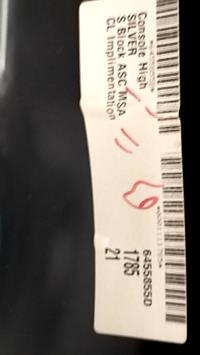 Console High
SILVER
S Block ASC MSA
CL Implimentation
6455855D
1785
21